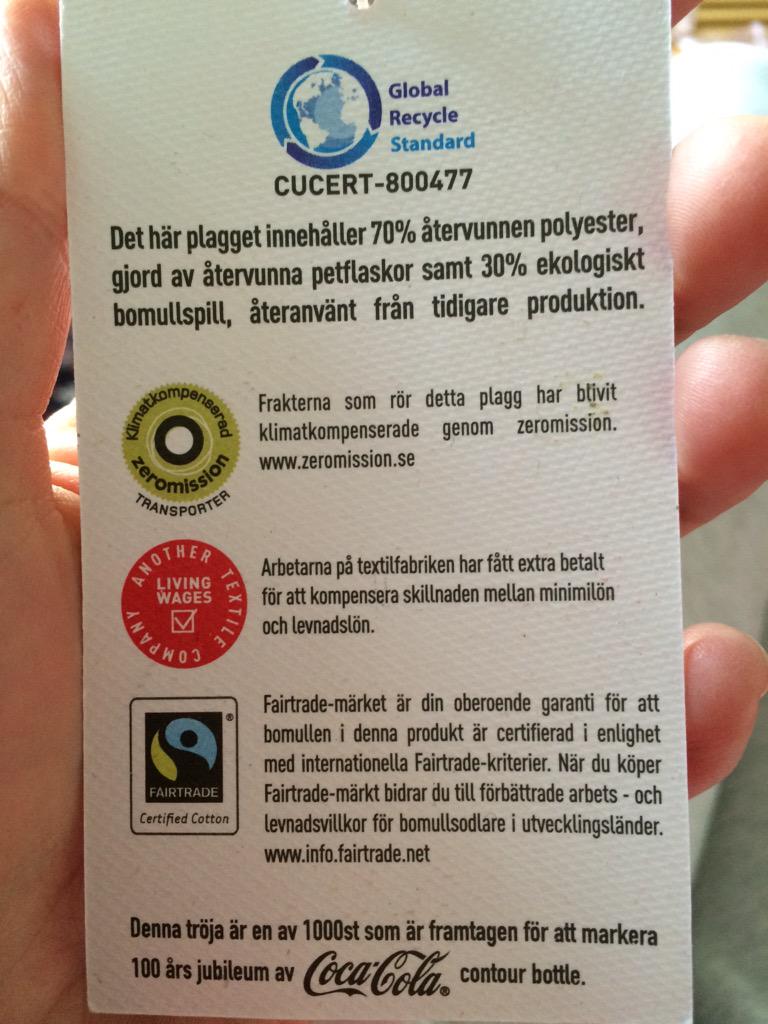 Global
Recycle
Standard
CUCERT-800477
Det här plagget innehåller 70% återvunnen polyester,
gjord av återvunna petflaskor samt 30% ekologiskt
bomullspill, återanvänt från tidigare produktion.
Klimatkompenserad
zeromission
TRANSPORTER
Frakterna som rör detta plagg har blivit
klimatkompenserade genom zeromission.
www.zeromission.se
ANOTHER TEXTILE COMPANY
LIVING
WAGES
Arbetarna på textilfabriken har fått extra betalt
för att kompensera skillnaden mellan minimilön
och levnadslön.
®
FAIRTRADE
Certified Cotton
Fairtrade-märket är din oberoende garanti för att
bomullen i denna produkt är certifierad i enlighet
med internationella Fairtrade-kriterier. När du köper
Fairtrade-märkt bidrar du till förbättrade arbets - och
levnadsvillkor för bomullsodlare i utvecklingsländer.
www.info.fairtrade.net
Denna tröja är en av 1000st som är framtagen för att markera
100 års jubileum av Coca-Cola® contour bottle.